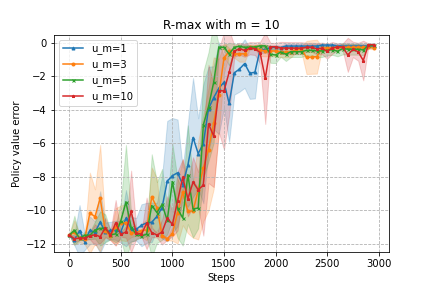 R-max with m = 10
Policy value error
0
−2
−4
−6
−8
−10
−12
u_m=1
u_m=3
u_m=5
u_m=10
0 500 1000 1500 2000 2500 3000
Steps